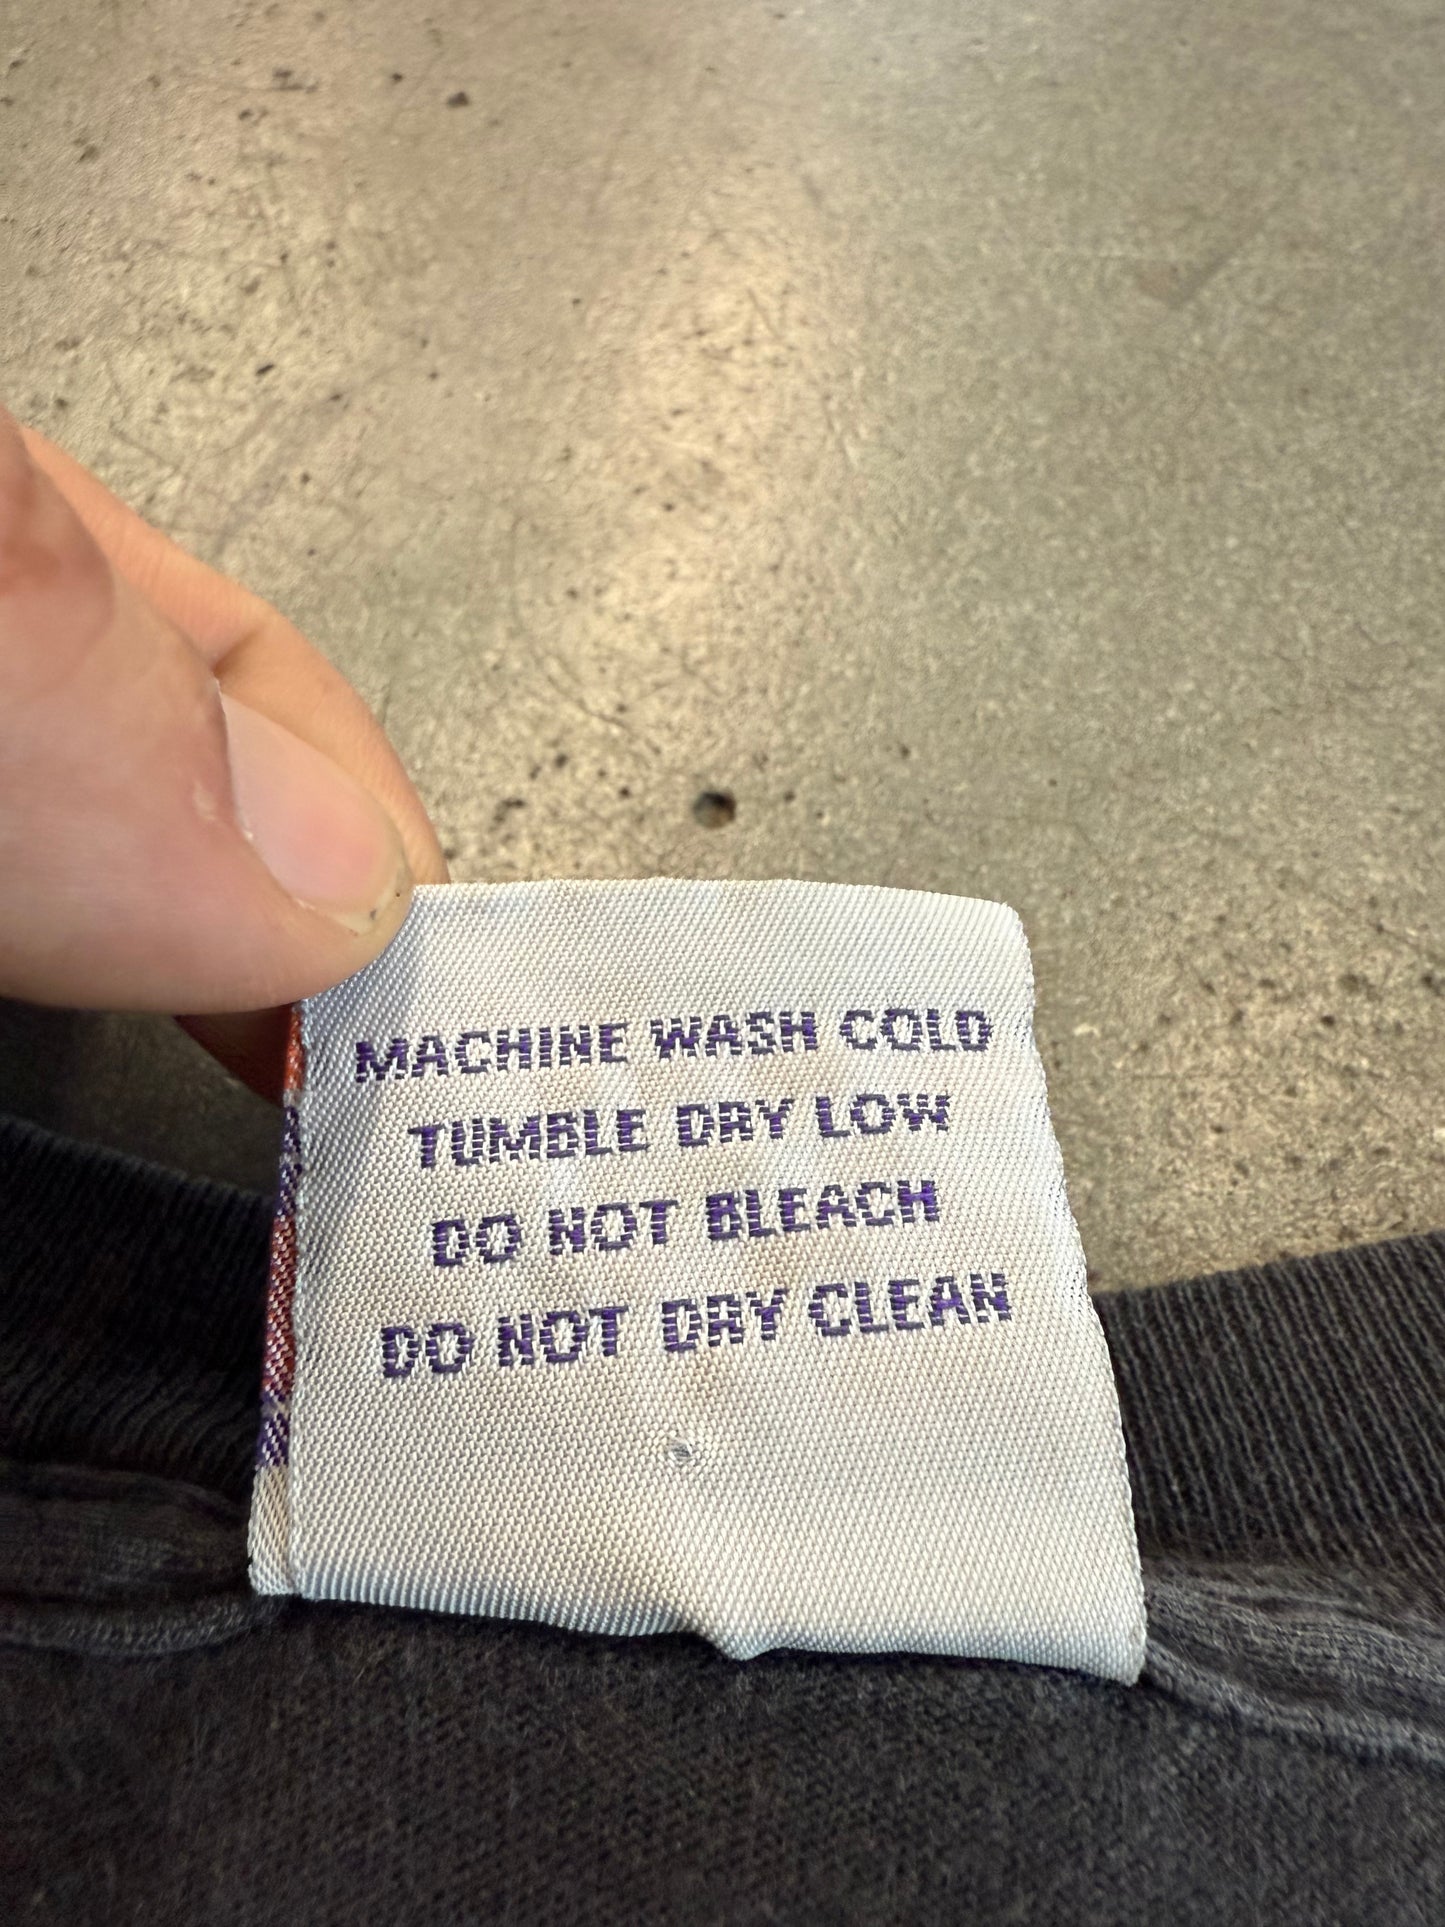 MACHINE WASH COLD
TUMBLE DRY LOW
DO NOT BLEACH
DO NOT DRY CLEAN